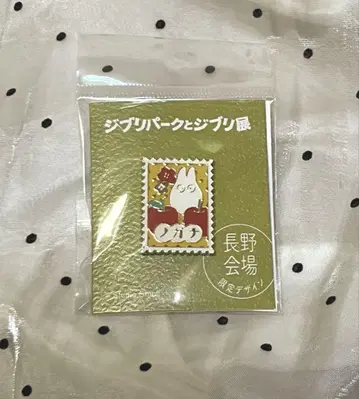 ジブリパークとジブリ展
ナガノ
長野
会場
限定デザイン